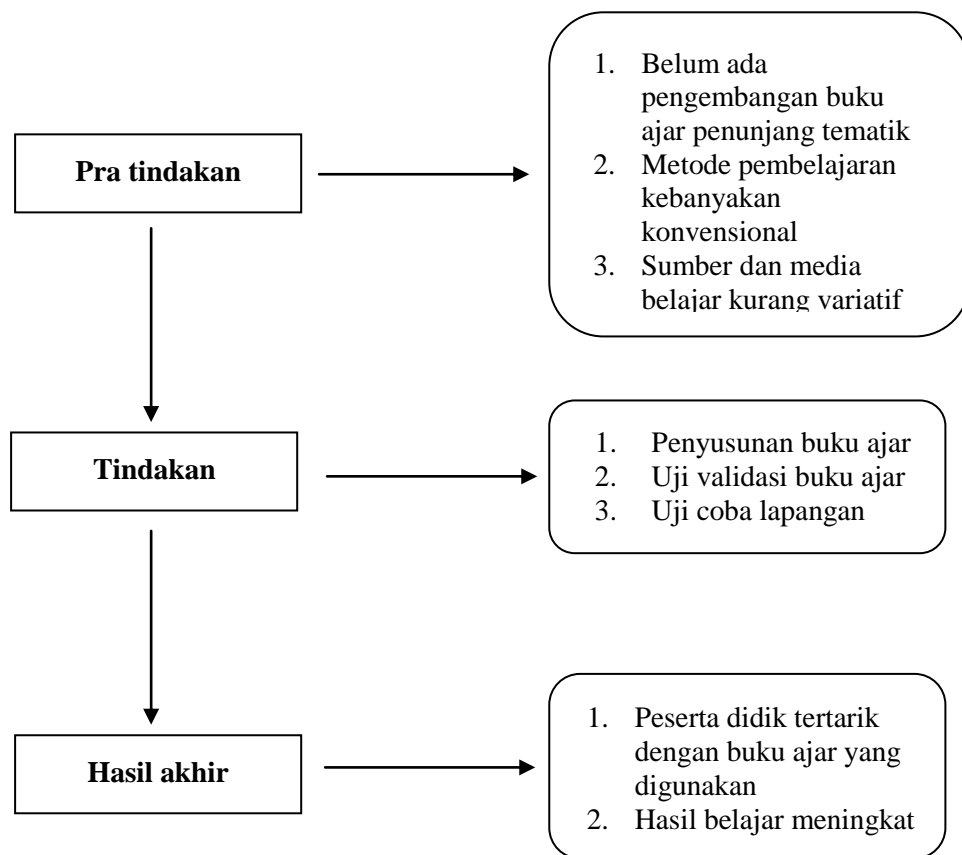 Pra tindakan
1. Belum ada
pengembangan buku
ajar penunjang tematik
2. Metode pembelajaran
kebanyakan
konvensional
3. Sumber dan media
belajar kurang variatif
Tindakan
1. Penyusunan buku ajar
2. Uji validasi buku ajar
3. Uji coba lapangan
Hasil akhir
1. Peserta didik tertarik
dengan buku ajar yang
digunakan
2. Hasil belajar meningkat